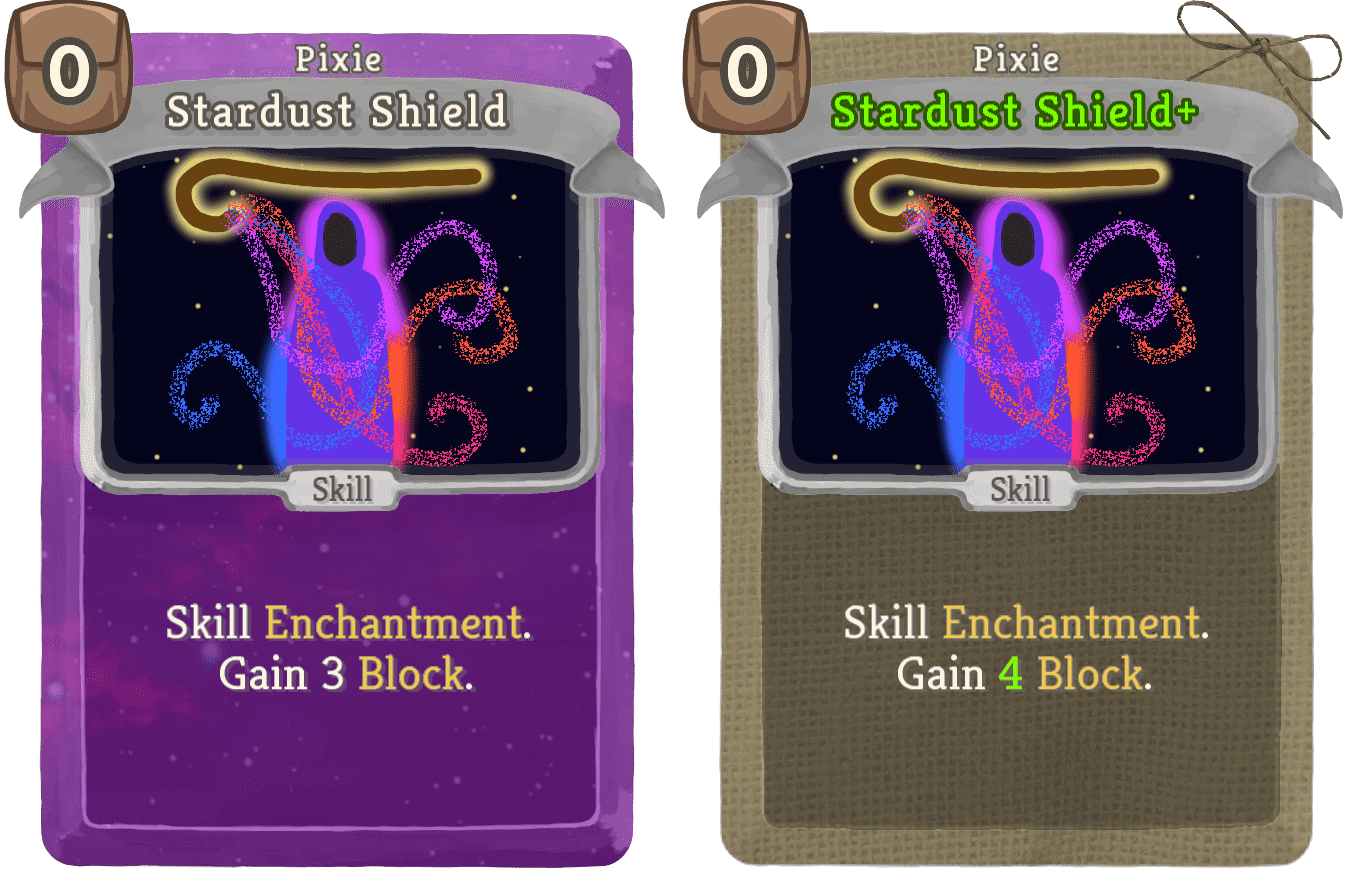 0
Pixie
Stardust Shield
Skill
Skill Enchantment.
Gain 3 Block.
0
Pixie
Stardust Shield+
Skill
Skill Enchantment.
Gain 4 Block.